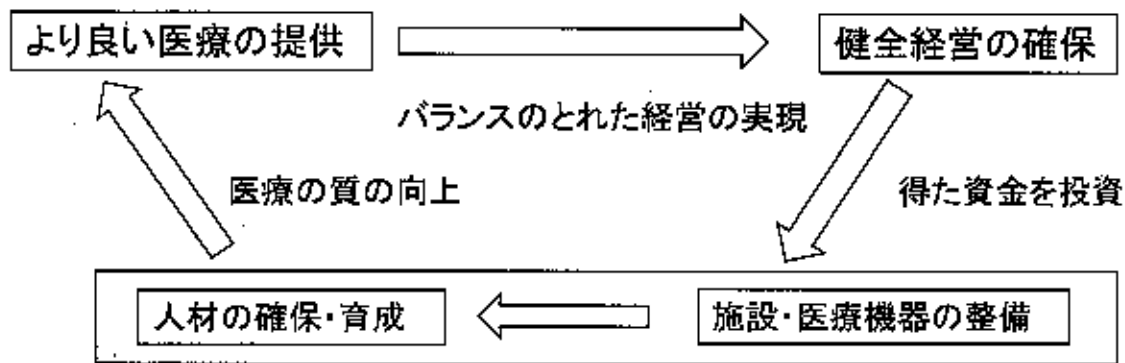 より良い医療の提供
健全経営の確保
バランスのとれた経営の実現
医療の質の向上
得た資金を投資
人材の確保・育成
施設・医療機器の整備